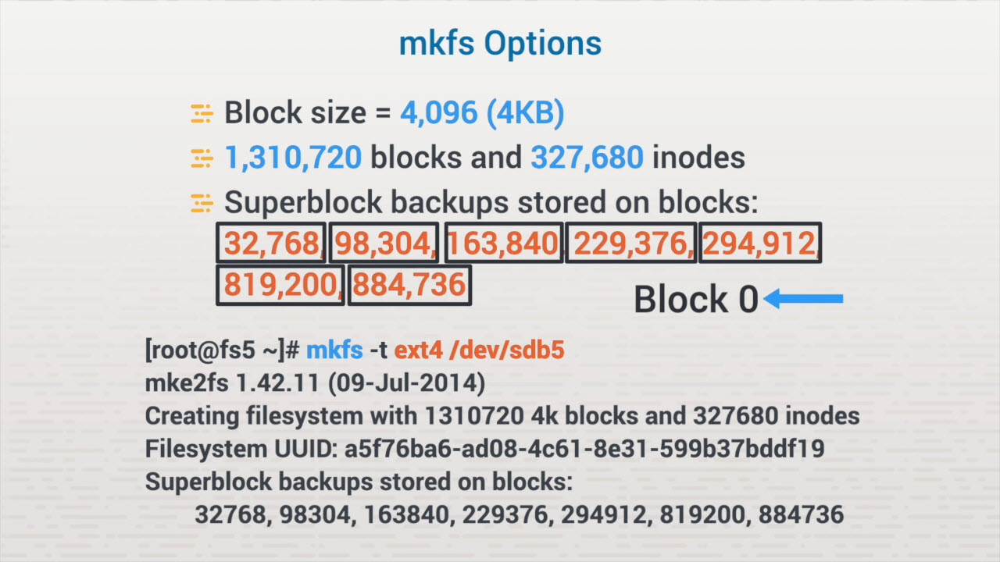 mkfs Options
Block size = 4,096 (4KB)
1,310,720 blocks and 327,680 inodes
Superblock backups stored on blocks:
32,768, 98,304, 163,840 229,376, 294,912,
819,200, 884,736
Block 0
[root@fs5 ~]# mkfs -t ext4 /dev/sdb5
mke2fs 1.42.11 (09-Jul-2014)
Creating filesystem with 1310720 4k blocks and 327680 inodes
Filesystem UUID: a5f76ba6-ad08-4c61-8e31-599b37bddf19
Superblock backups stored on blocks:
32768, 98304, 163840, 229376, 294912, 819200, 884736